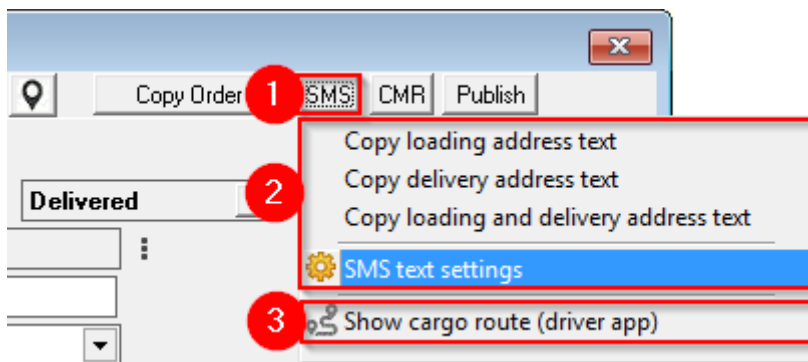 Copy Order 1 SMS CMR Publish
Copy loading address text
Delivered 2 Copy delivery address text
Copy loading and delivery address text
SMS text settings
3 Show cargo route (driver app)